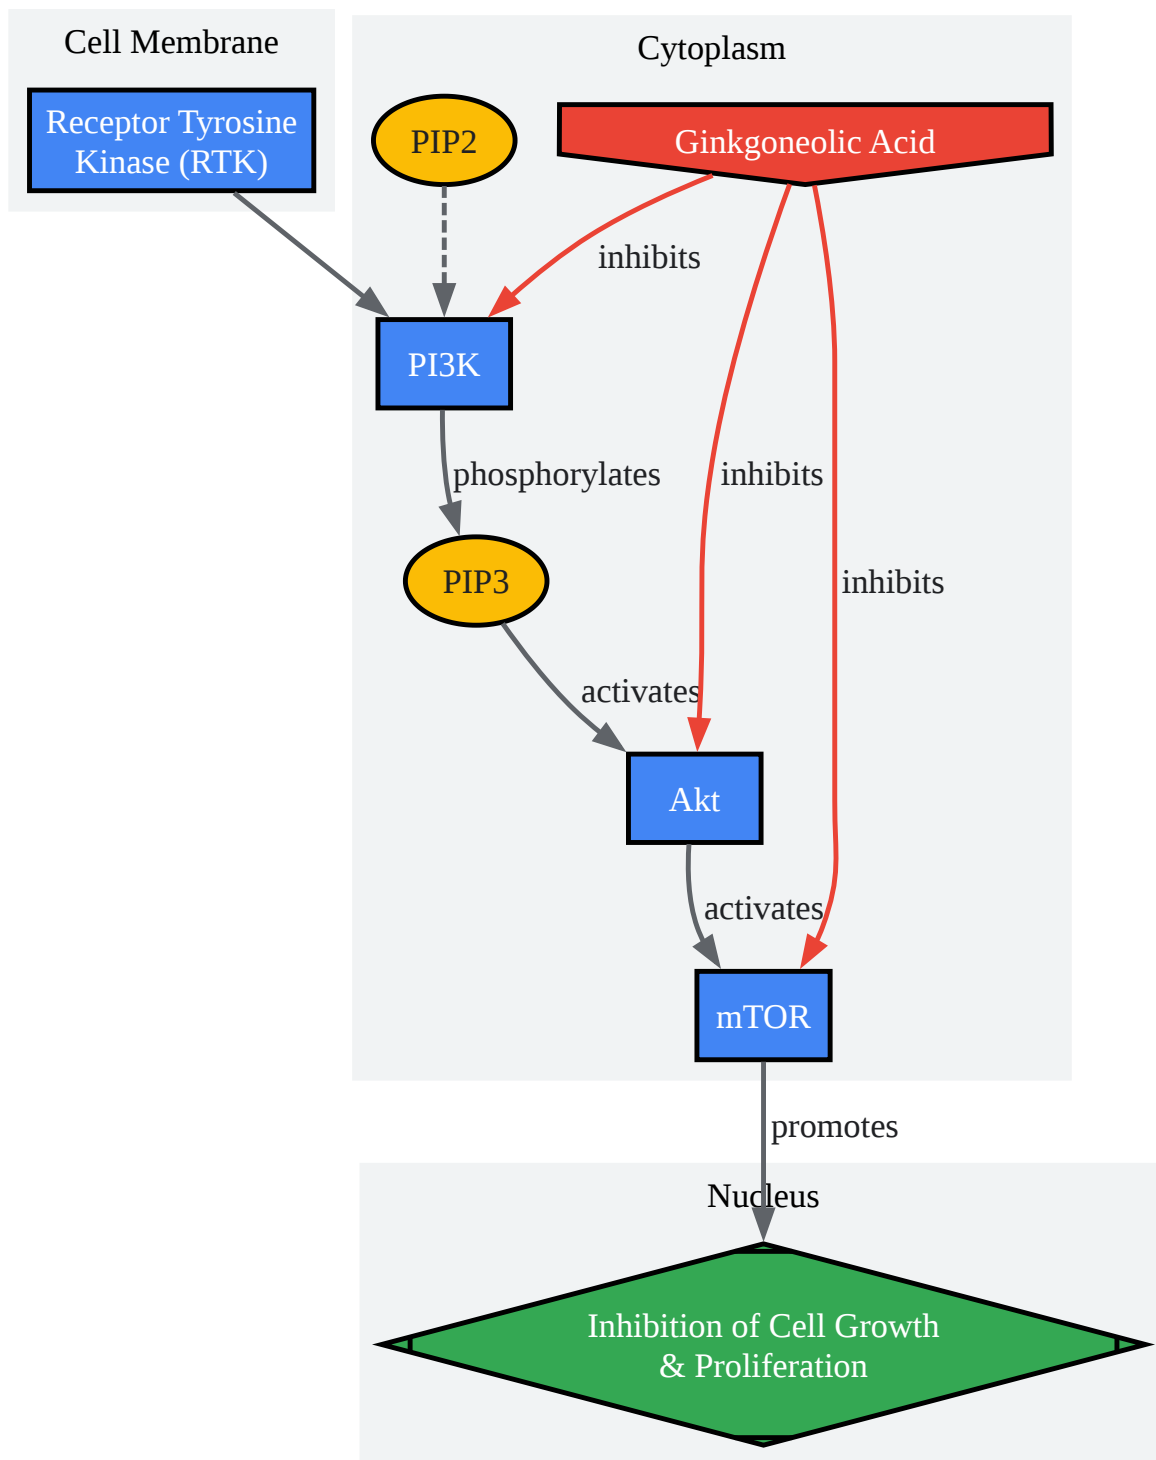 Cell Membrane
Cytoplasm
Receptor Tyrosine
Kinase (RTK)
PIP2
Ginkgoneolic Acid
inhibits
PI3K
phosphorylates
inhibits
PIP3
inhibits
activates
Akt
activates
mTOR
promotes
Nucleus
Inhibition of Cell Growth
& Proliferation